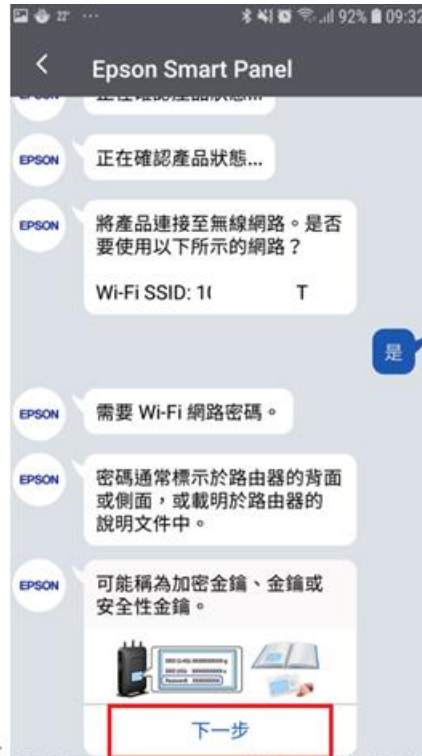 22° ... 92% 09:32
Epson Smart Panel
EPSON 正在確認產品狀態...
EPSON 將產品連接至無線網路。是否
要使用以下所示的網路？
Wi-Fi SSID: 1( T
是
EPSON 需要 Wi-Fi 網路密碼。
EPSON 密碼通常標示於路由器的背面
或側面，或載明於路由器的
說明文件中。
EPSON 可能稱為加密金鑰、金鑰或
安全性金鑰。
下一步